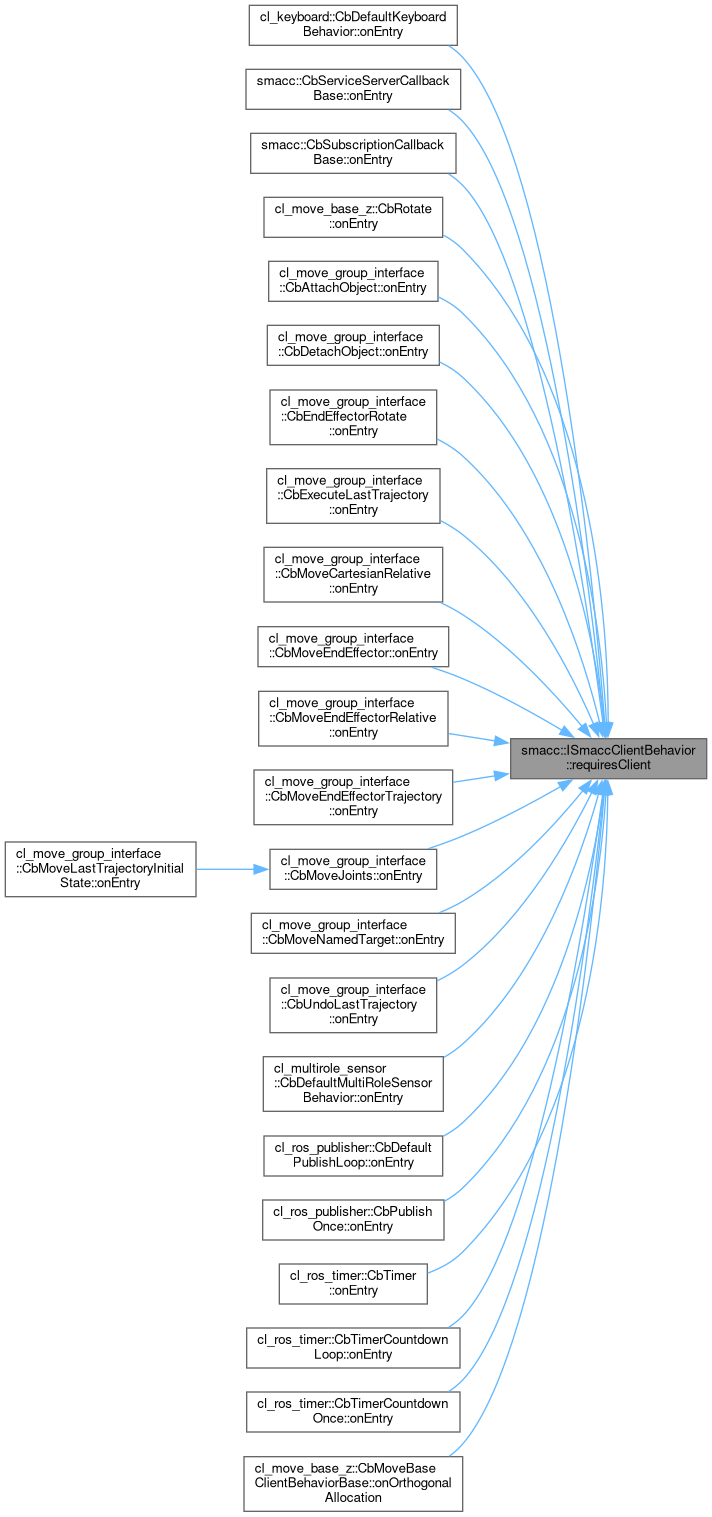 cl_keyboard::CbDefaultKeyboard
Behavior::onEntry
smacc::CbServiceServerCallback
Base::onEntry
smacc::CbSubscriptionCallback
Base::onEntry
cl_move_base_z::CbRotate
::onEntry
cl_move_group_interface
::CbAttachObject::onEntry
cl_move_group_interface
::CbDetachObject::onEntry
cl_move_group_interface
::CbEndEffectorRotate
::onEntry
cl_move_group_interface
::CbExecuteLastTrajectory
::onEntry
cl_move_group_interface
::CbMoveCartesianRelative
::onEntry
cl_move_group_interface
::CbMoveEndEffector::onEntry
cl_move_group_interface
::CbMoveEndEffectorRelative
::onEntry
smacc::ISmaccClientBehavior
::requiresClient
cl_move_group_interface
::CbMoveEndEffectorTrajectory
::onEntry
cl_move_group_interface
::CbMoveLastTrajectoryInitial
State::onEntry
cl_move_group_interface
::CbMoveJoints::onEntry
cl_move_group_interface
::CbMoveNamedTarget::onEntry
cl_move_group_interface
::CbUndoLastTrajectory
::onEntry
cl_multirole_sensor
::CbDefaultMultiRoleSensor
Behavior::onEntry
cl_ros_publisher::CbDefault
PublishLoop::onEntry
cl_ros_publisher::CbPublish
Once::onEntry
cl_ros_timer::CbTimer
::onEntry
cl_ros_timer::CbTimerCountdown
Loop::onEntry
cl_ros_timer::CbTimerCountdown
Once::onEntry
cl_move_base_z::CbMoveBase
ClientBehaviorBase::onOrthogonal
Allocation